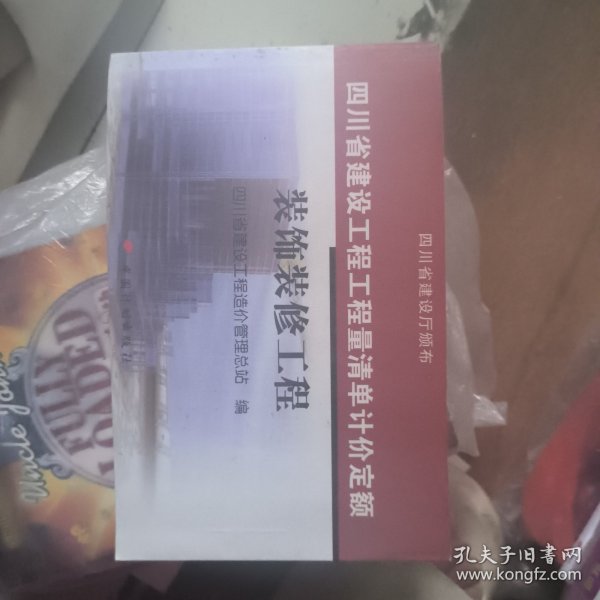 四川省建设厅颁布
四川省建设工程工程量清单计价定额
装饰装修工程
四川省建设工程造价管理总站 编
FULLY
LOADED
孔夫子旧书网
www.kongfz.com